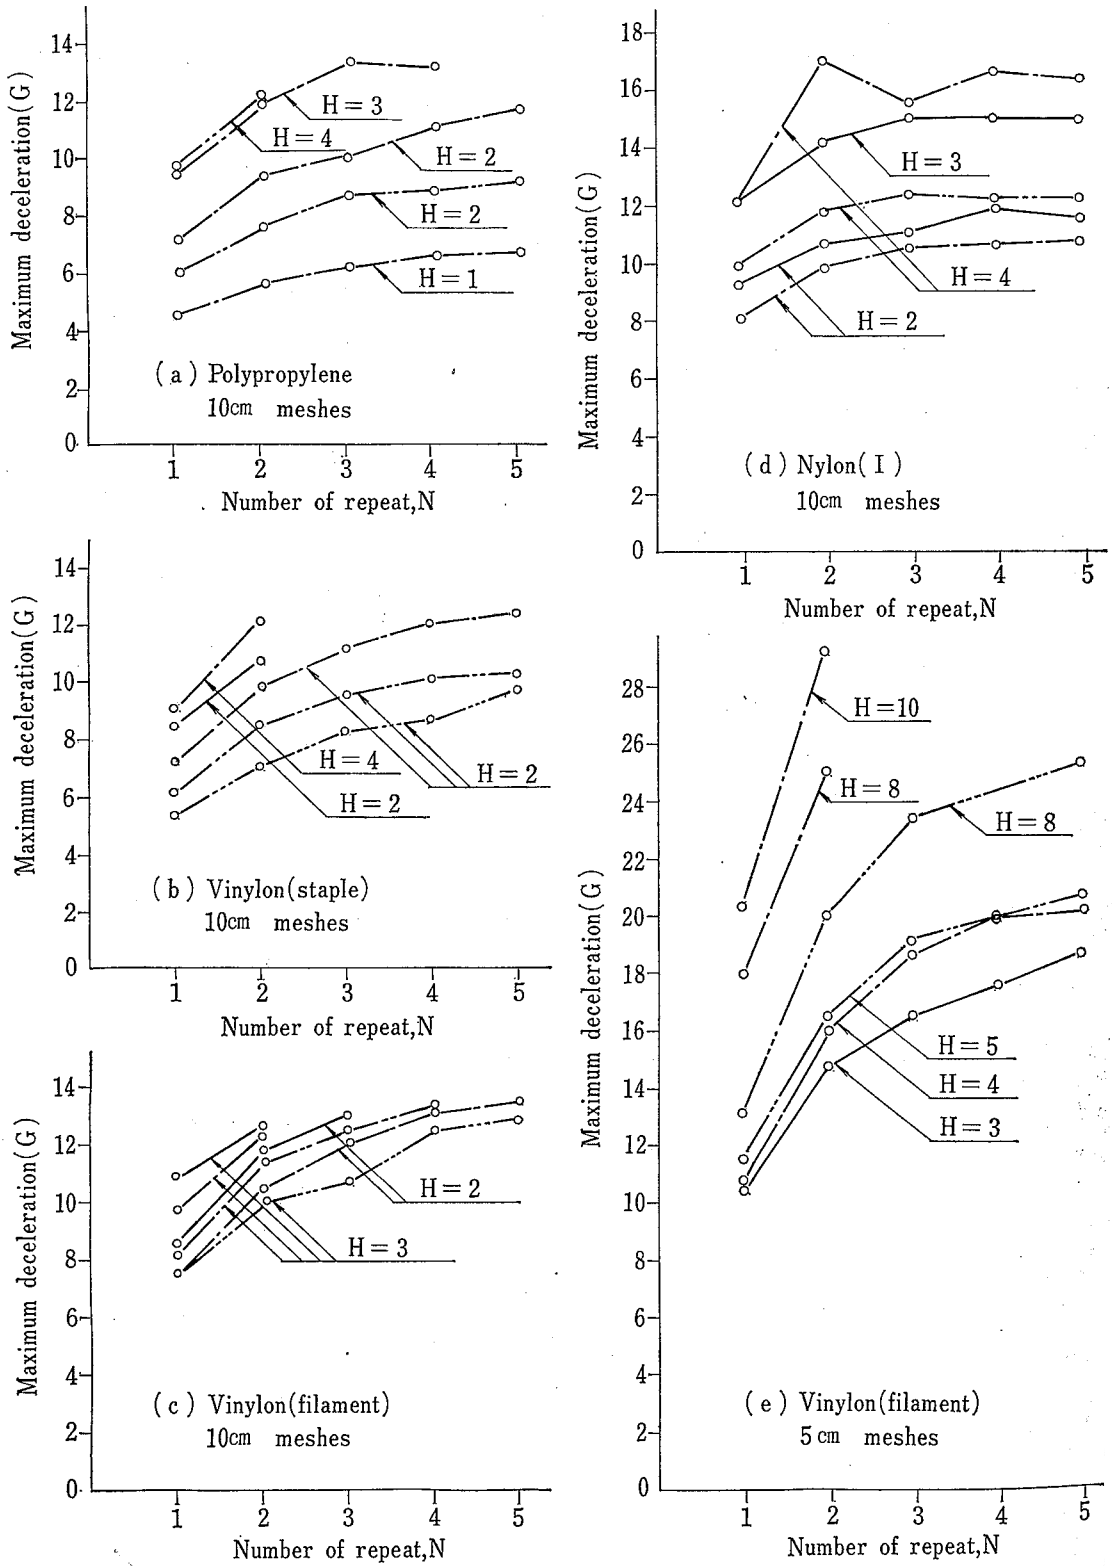 Maximum deceleration(G)
14
12
10
8
6
4
2
0
H=3
H=4
H=2
H=2
H=1
(a) Polypropylene
10cm meshes
1 2 3 4 5
Number of repeat,N
Maximum deceleration(G)
14
12
10
8
6
4
2
0
H=4
H=2
H=2
(b) Vinylon(staple)
10cm meshes
1 2 3 4 5
Number of repeat,N
Maximum deceleration(G)
14
12
10
8
6
4
2
0
H=2
H=3
(c) Vinylon(filament)
10cm meshes
1 2 3 4 5
Number of repeat,N
Maximum deceleration(G)
18
16
14
12
10
8
6
4
2
0
H=3
H=4
H=2
(d) Nylon(I)
10cm meshes
1 2 3 4 5
Number of repeat,N
Maximum deceleration(G)
28
26
24
22
20
18
16
14
12
10
8
6
4
2
0
H=10
H=8
H=8
H=5
H=4
H=3
(e) Vinylon(filament)
5cm meshes
1 2 3 4 5
Number of repeat,N